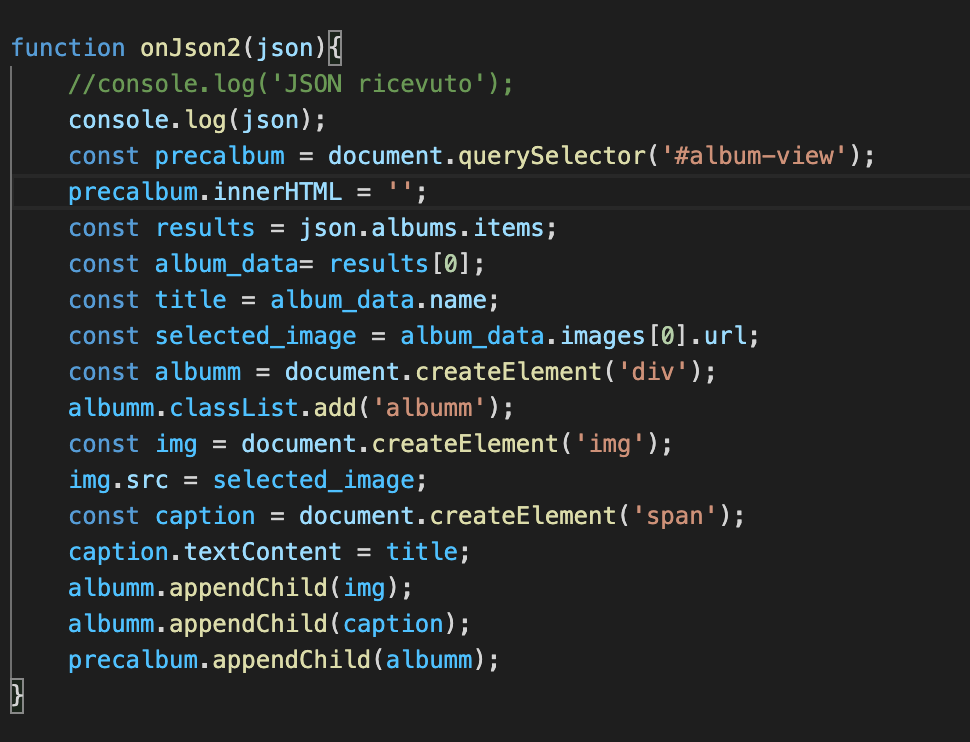 function onJson2(json){
    //console.log('JSON ricevuto');
    console.log(json);
    const precalbum = document.querySelector('#album-view');
    precalbum.innerHTML = '';
    const results = json.albums.items;
    const album_data= results[0];
    const title = album_data.name;
    const selected_image = album_data.images[0].url;
    const albumm = document.createElement('div');
    albumm.classList.add('albumm');
    const img = document.createElement('img');
    img.src = selected_image;
    const caption = document.createElement('span');
    caption.textContent = title;
    albumm.appendChild(img);
    albumm.appendChild(caption);
    precalbum.appendChild(albumm);
}